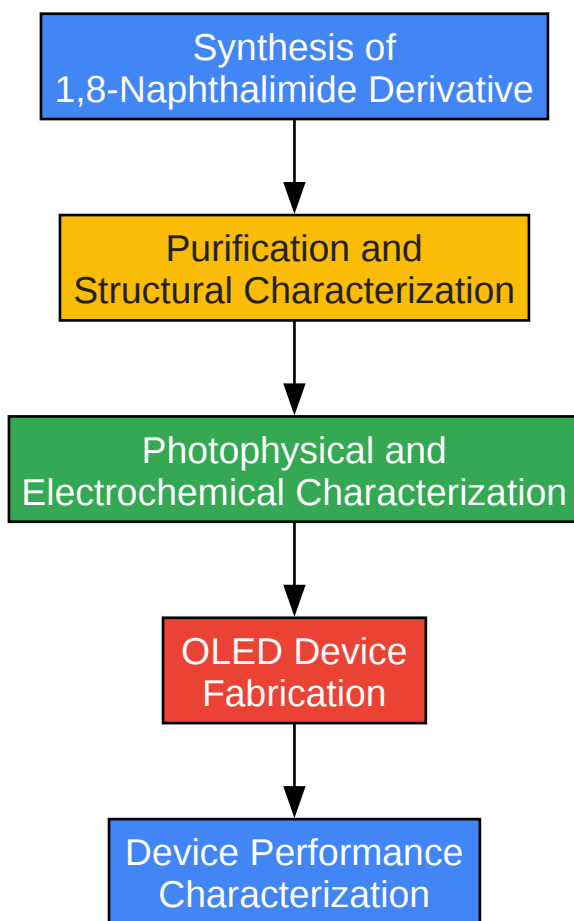 Synthesis of
1,8-Naphthalimide Derivative
Purification and
Structural Characterization
Photophysical and
Electrochemical Characterization
OLED Device
Fabrication
Device Performance
Characterization